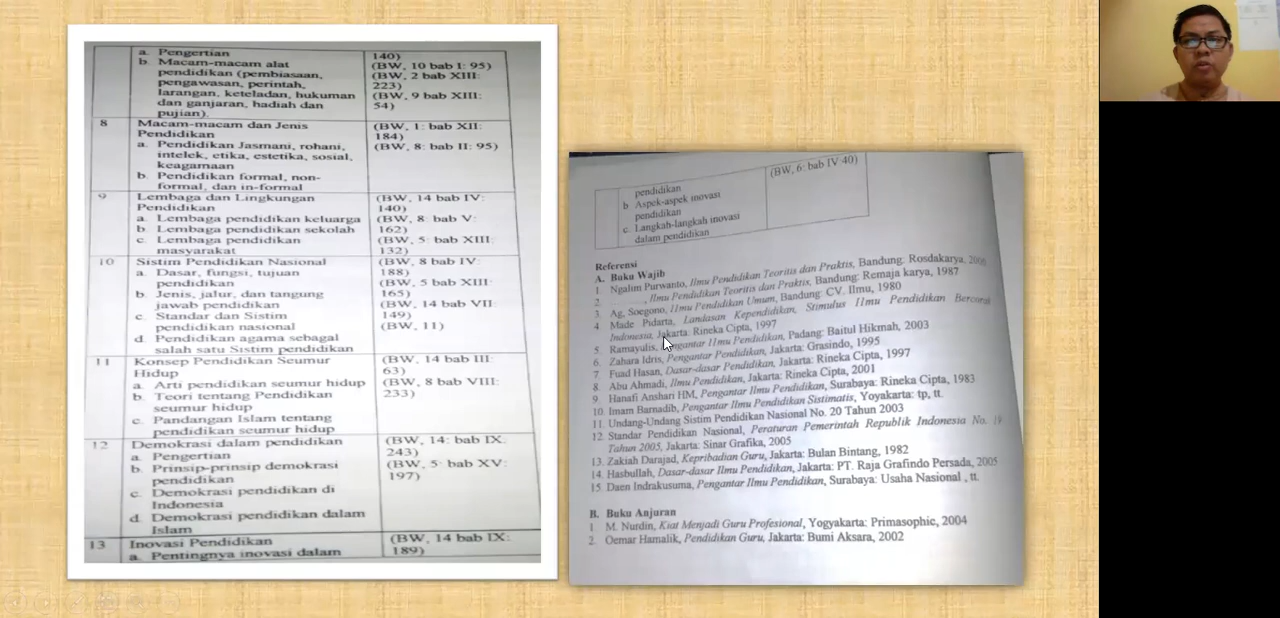 a. Pengertian
b. Macam-macam alat
pendidikan (pembiasaan,
pengawasan, perintah,
larangan, keteladan, hukuman
dan ganjaran, hadiah dan
pujian).
140)
(BW, 10 bab I: 95)
(BW, 2 bab XIII:
223)
(BW, 9 bab XIII:
54)
8
Macam-macam dan Jenis
Pendidikan
a. Pendidikan Jasmani, rohani,
intelek, etika, estetika, sosial,
keagamaan
b. Pendidikan formal, non-
formal, dan in-formal
(BW, 1: bab XII:
184)
(BW, 8: bab II: 95)
9
Lembaga dan Lingkungan
Pendidikan
a. Lembaga pendidikan keluarga
b. Lembaga pendidikan sekolah
c. Lembaga pendidikan
masyarakat
(BW, 14 bab IV:
140)
(BW, 8: bab V:
162)
(BW, 5: bab XIII:
132)
10
Sistim Pendidikan Nasional
a. Dasar, fungsi, tujuan
pendidikan
b. Jenis, jalur, dan tangung
jawab pendidikan
c. Standar dan Sistim
pendidikan nasional
d. Pendidikan agama sebagai
salah satu Sistim pendidikan
(BW, 8 bab IV:
188)
(BW, 5 bab XIII:
165)
(BW, 14 bab VII:
149)
(BW, 11)
11
Konsep Pendidikan Seumur
Hidup
a. Arti pendidikan seumur hidup
b. Teori tentang Pendidikan
seumur hidup
c. Pandangan Islam tentang
pendidikan seumur hidup
(BW, 14 bab III:
63)
(BW, 8 bab VIII:
233)
12
Demokrasi dalam pendidikan
a. Pengertian
b. Prinsip-prinsip demokrasi
pendidikan
c. Demokrasi pendidikan di
Indonesia
d. Demokrasi pendidikan dalam
Islam
(BW, 14: bab IX:
243)
(BW, 5: bab XV:
197)
13
Inovasi Pendidikan
a. Pentingnya inovasi dalam
(BW, 14 bab IX:
189)
pendidikan
b. Aspek-aspek inovasi
pendidikan
c. Langkah-langkah inovasi
dalam pendidikan
(BW, 6: bab IV:40)
Referensi
A. Buku Wajib
1. Ngalim Purwanto, Ilmu Pendidikan Teoritis dan Praktis, Bandung: Rosdakarya, 2006
2. ______, Ilmu Pendidikan Teoritis dan Praktis, Bandung: Remaja karya, 1987
3. Ag, Soegono, Ilmu Pendidikan Umum, Bandung: CV. Ilmu, 1980
4. Made Pidarta, Landasan Kependidikan, Stimulus Ilmu Pendidikan Bercorak
Indonesia, Jakarta: Rineka Cipta, 1997
5. Ramayulis, Pengantar Ilmu Pendidikan, Padang: Baitul Hikmah, 2003
6. Zahara Idris, Pengantar Pendidikan, Jakarta: Grasindo, 1995
7. Fuad Hasan, Dasar-dasar Pendidikan, Jakarta: Rineka Cipta, 1997
8. Abu Ahmadi, Ilmu Pendidikan, Jakarta: Rineka Cipta, 2001
9. Hanafi Anshari HM, Pengantar Ilmu Pendidikan, Surabaya: Rineka Cipta, 1983
10. Imam Barnadib, Pengantar Ilmu Pendidikan Sistimatis, Yoyakarta: tp, tt.
11. Undang-Undang Sistim Pendidikan Nasional No. 20 Tahun 2003
12. Standar Pendidikan Nasional, Peraturan Pemerintah Republik Indonesia No. 19
Tahun 2005, Jakarta: Sinar Grafika, 2005
13. Zakiah Darajad, Kepribadian Guru, Jakarta: Bulan Bintang, 1982
14. Hasbullah, Dasar-dasar Ilmu Pendidikan, Jakarta: PT. Raja Grafindo Persada, 2005
15. Daen Indrakusuma, Pengantar Ilmu Pendidikan, Surabaya: Usaha Nasional , tt.
B. Buku Anjuran
1. M. Nurdin, Kiat Menjadi Guru Profesional, Yogyakarta: Primasophic, 2004
2. Oemar Hamalik, Pendidikan Guru, Jakarta: Bumi Aksara, 2002